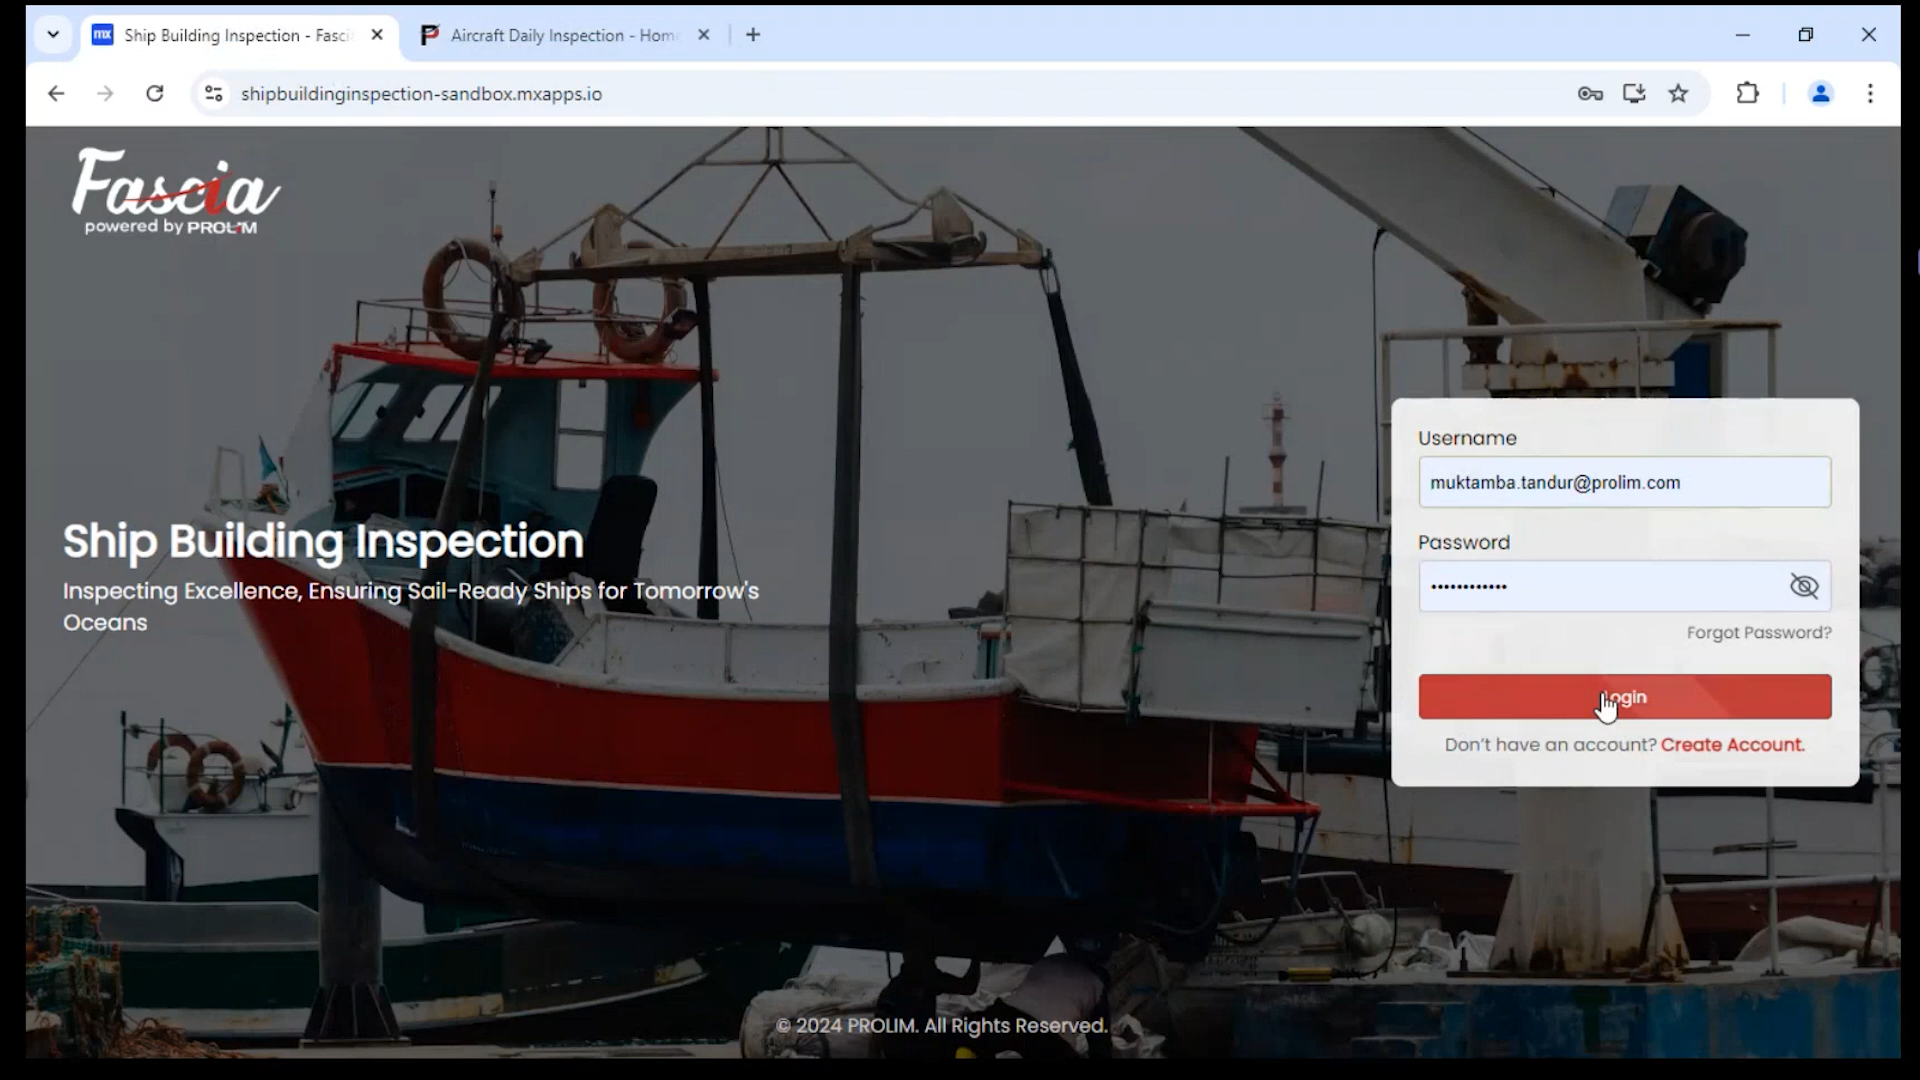 Ship Building Inspection - Fasci
Aircraft Daily Inspection - Hom
shipbuildinginspection-sandbox.mxapps.io
Fascia
powered by PROLIM
Username
muktamba.tandur@prolim.com
Password
••••••••••••
Forgot Password?
Login
Don't have an account? Create Account.
Ship Building Inspection
Inspecting Excellence, Ensuring Sail-Ready Ships for Tomorrow's
Oceans
© 2024 PROLIM. All Rights Reserved.